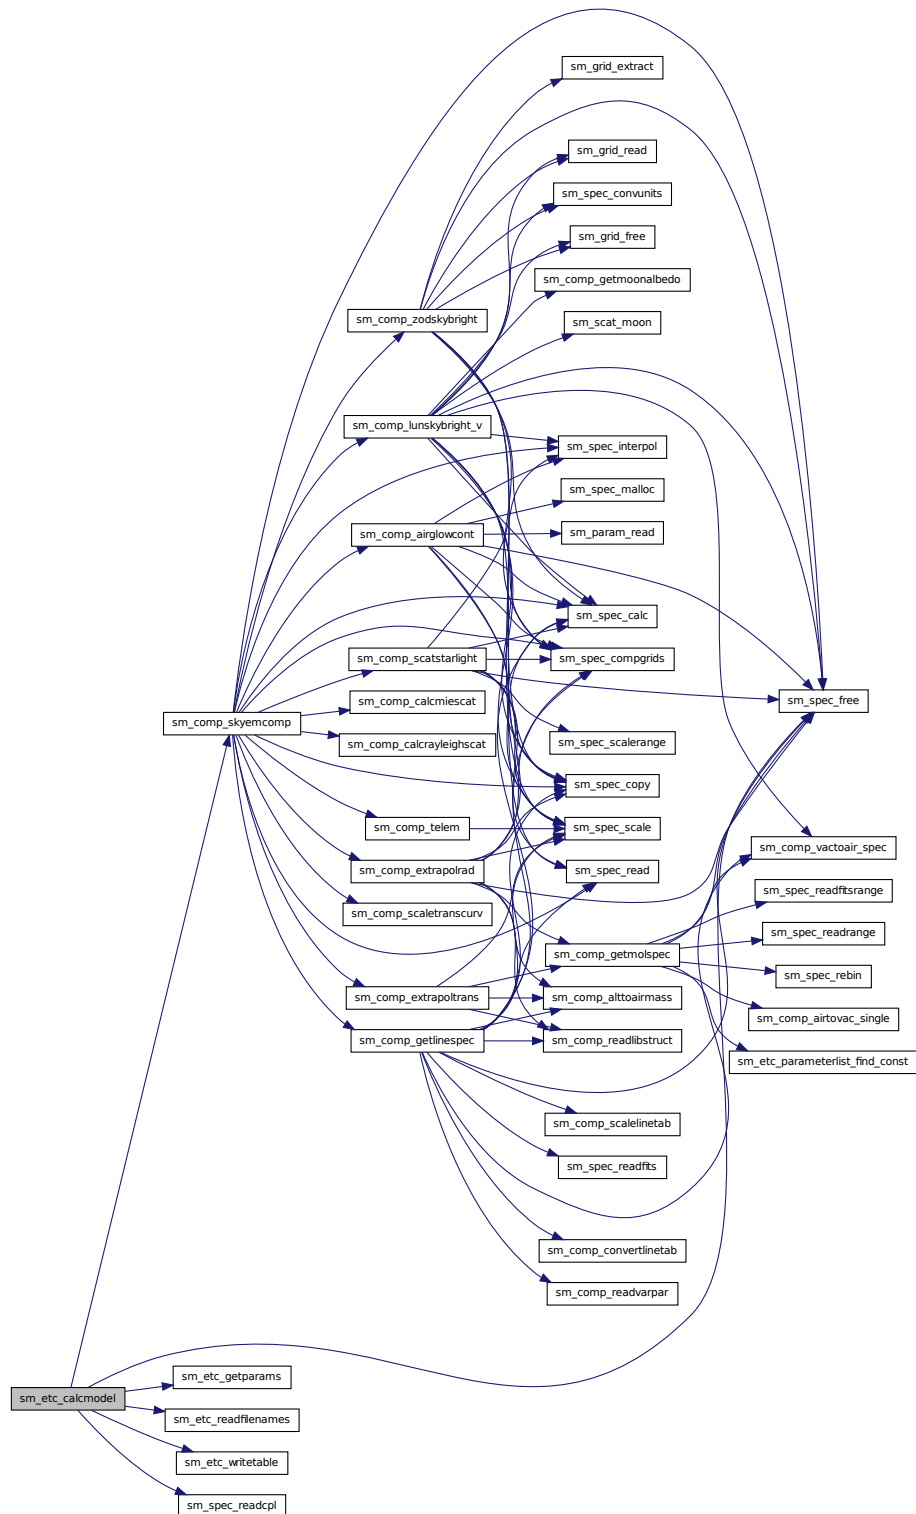 sm_grid_extract
sm_grid_read
sm_spec_convunits
sm_grid_free
sm_comp_getmoonalbedo
sm_comp_zodskybright
sm_scat_moon
sm_comp_lunskybright_v
sm_spec_interpol
sm_spec_malloc
sm_comp_airglowcont
sm_param_read
sm_spec_calc
sm_comp_scatstarlight
sm_spec_compgrids
sm_comp_calcmiescat
sm_spec_free
sm_comp_skyemcomp
sm_comp_calcrayleighscat
sm_spec_scalerange
sm_spec_copy
sm_comp_telem
sm_spec_scale
sm_comp_vactoair_spec
sm_comp_extrapolrad
sm_spec_read
sm_spec_readfitsrange
sm_comp_scaletranscurv
sm_spec_readrange
sm_comp_getmolspec
sm_spec_rebin
sm_comp_extrapoltrans
sm_comp_alttoairmass
sm_comp_airtovac_single
sm_comp_getlinespec
sm_comp_readlibstruct
sm_etc_parameterlist_find_const
sm_comp_scalelinetab
sm_spec_readfits
sm_comp_convertlinetab
sm_comp_readvarpar
sm_etc_getparams
sm_etc_calcmodel
sm_etc_readfilenames
sm_etc_writetable
sm_spec_readcpl